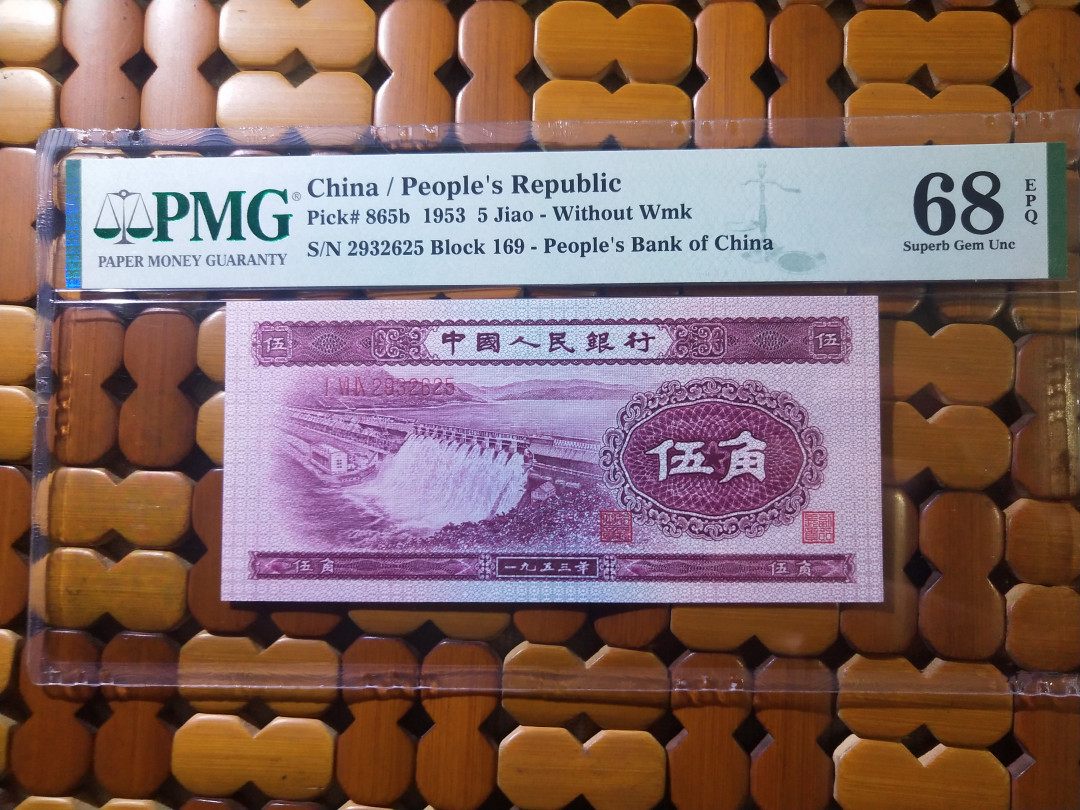 PMG®
PAPER MONEY GUARANTY
China / People's Republic
Pick# 865b 1953 5 Jiao - Without Wmk
S/N 2932625 Block 169 - People's Bank of China
68
EPQ
Superb Gem Unc
伍
中國人民銀行
伍
I VI IX 2932625
伍角
伍角
一九五三年
伍角